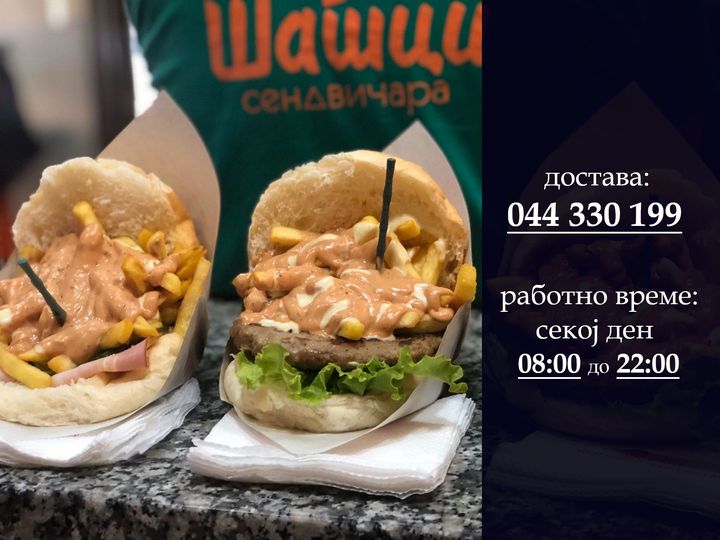 Шашци
сендвичара
достава:
044 330 199
работно време:
секој ден
08:00 до 22:00